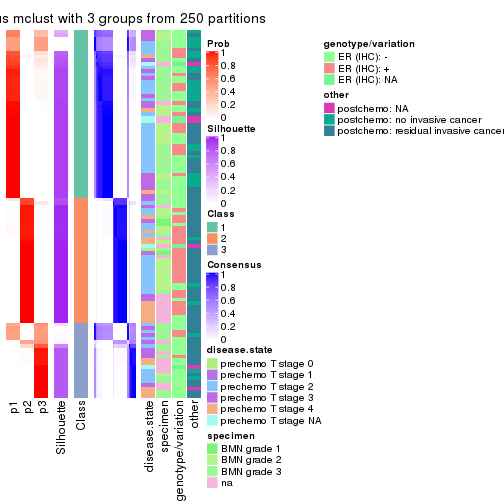 us mclust with 3 groups from 250 partitions
Prob
1
0.8
0.6
0.4
0.2
0
Silhouette
1
0.8
0.6
0.4
0.2
0
Class
1
2
3
Consensus
1
0.8
0.6
0.4
0.2
0
disease.state
prechemo T stage 0
prechemo T stage 1
prechemo T stage 2
prechemo T stage 3
prechemo T stage 4
prechemo T stage NA
specimen
BMN grade 1
BMN grade 2
BMN grade 3
na
genotype/variation
ER (IHC): -
ER (IHC): +
ER (IHC): NA
other
postchemo: NA
postchemo: no invasive cancer
postchemo: residual invasive cancer
p1
p2
p3
Silhouette
Class
disease.state
specimen
genotype/variation
other